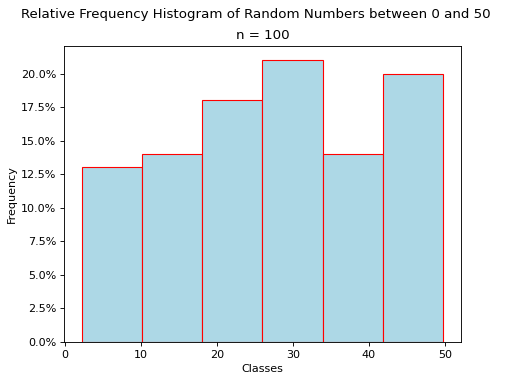 Relative Frequency Histogram of Random Numbers between 0 and 50
n = 100
20.0%
17.5%
15.0%
12.5%
10.0%
7.5%
5.0%
2.5%
0.0%
Frequency
0 10 20 30 40 50
Classes